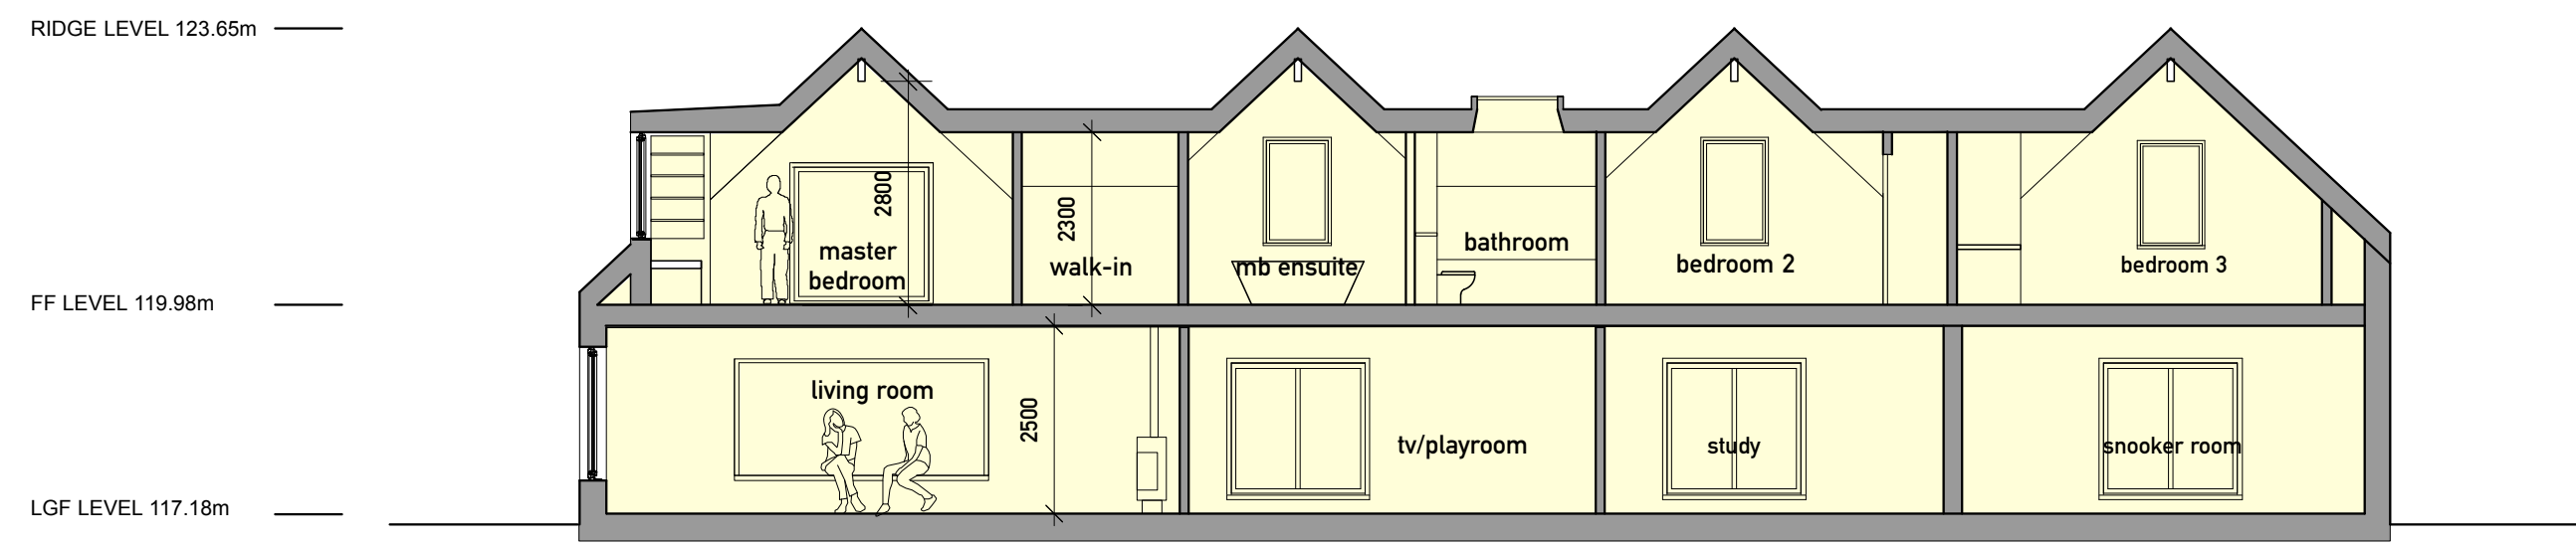 RIDGE LEVEL 123.65m
2800
2300
master
bedroom
walk-in
mb ensuite
bathroom
bedroom 2
bedroom 3
FF LEVEL 119.98m
living room
2500
tv/playroom
study
snooker room
LGF LEVEL 117.18m